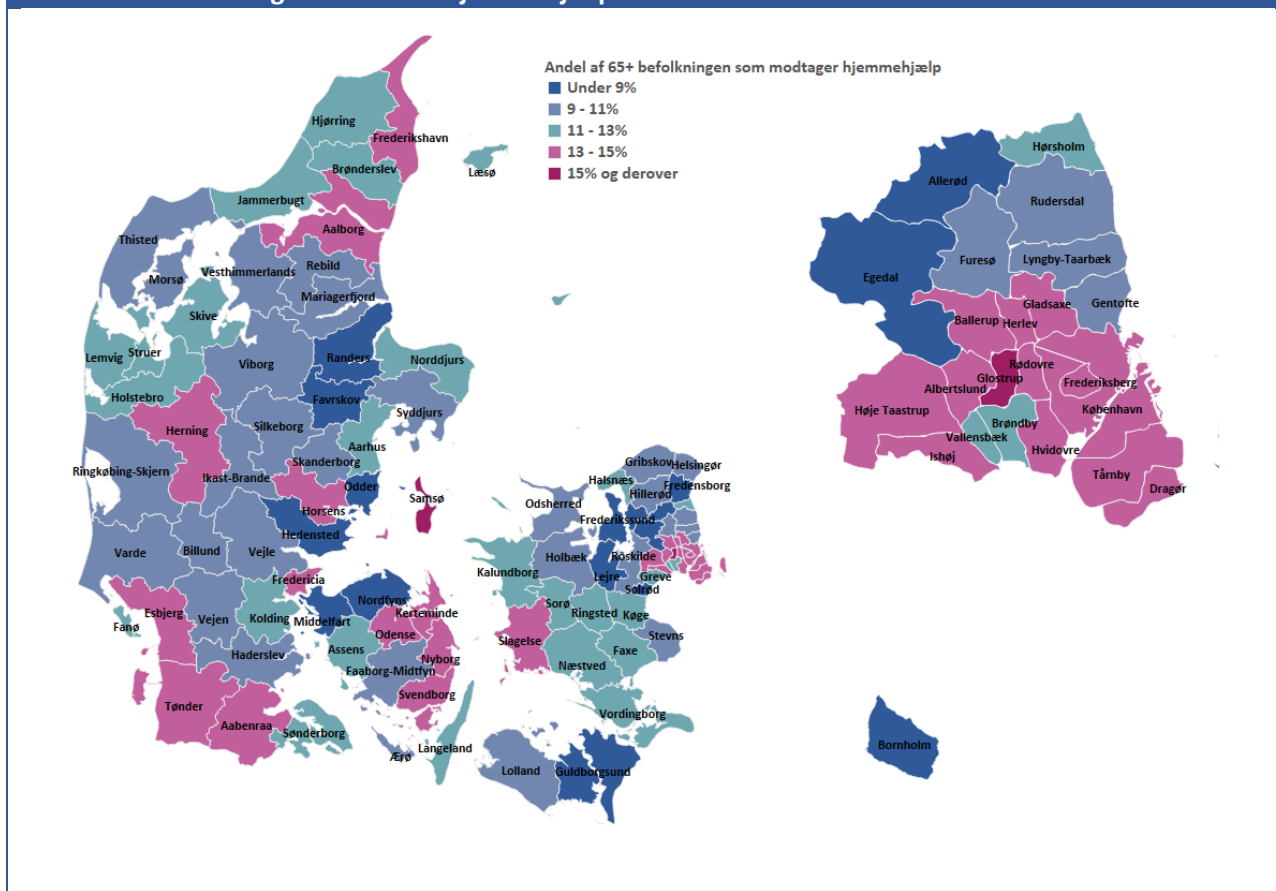 Andel af 65+ befolkningen som modtager hjemmehjælp
Under 9%
9 - 11%
11 - 13%
13 - 15%
15% og derover
Hjørring
Frederikshavn
Brønderslev
Læsø
Jammerbugt
Aalborg
Thisted
Morsø
Vesthimmerlands
Rebild
Mariagerfjord
Skive
Lemvig
Struer
Viborg
Randers
Norddjurs
Holstebro
Favrskov
Syddjurs
Herning
Silkeborg
Aarhus
Skanderborg
Ringkøbing-Skjern
Ikast-Brande
Odder
Samsø
Horsens
Hedensted
Varde
Billund
Vejle
Fredericia
Esbjerg
Vejen
Kolding
Middelfart
Nordfyns
Kerteminde
Fanø
Odense
Assens
Haderslev
Faaborg-Midtfyn
Nyborg
Svendborg
Tønder
Aabenraa
Sønderborg
Langeland
Ærø
Gribskov
Helsingør
Halsnæs
Fredensborg
Hillerød
Odsherred
Frederikssund
Holbæk
Roskilde
Kalundborg
Lejre
Greve
Solrød
Sorø
Ringsted
Køge
Slagelse
Stevns
Faxe
Næstved
Vordingborg
Lolland
Guldborgsund
Hørsholm
Allerød
Rudersdal
Furesø
Lyngby-Taarbæk
Egedal
Gentofte
Gladsaxe
Ballerup
Herlev
Rødovre
Glostrup
Albertslund
Frederiksberg
Høje Taastrup
København
Brøndby
Vallensbæk
Hvidovre
Ishøj
Tårnby
Dragør
Bornholm